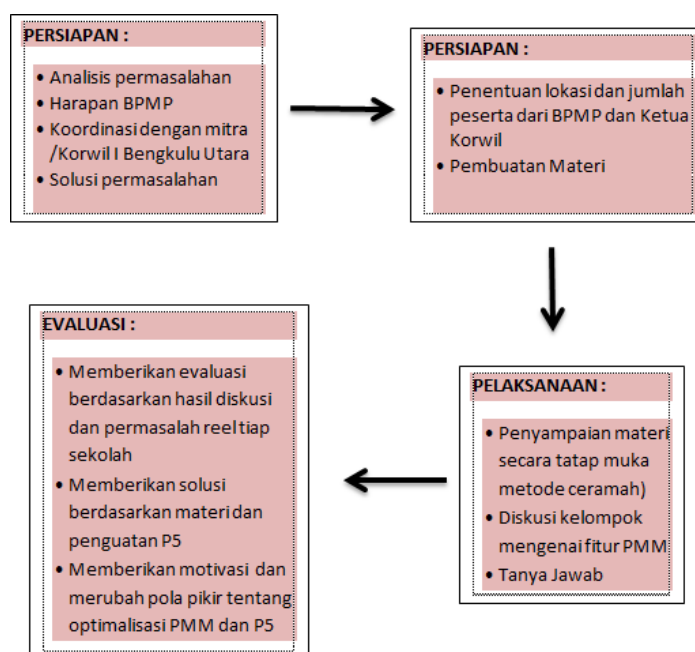 PERSIAPAN :
• Analisis permasalahan
• Harapan BPMP
• Koordinasi dengan mitra
/Korwil I Bengkulu Utara
• Solusi permasalahan
PERSIAPAN :
• Penentuan lokasi dan jumlah
peserta dari BPMP dan Ketua
Korwil
• Pembuatan Materi
PELAKSANAAN :
• Penyampaian materi
secara tatap muka
metode ceramah)
• Diskusi kelompok
mengenai fitur PMM
• Tanya Jawab
EVALUASI :
• Memberikan evaluasi
berdasarkan hasil diskusi
dan permasalah reel tiap
sekolah
• Memberikan solusi
berdasarkan materi dan
penguatan P5
• Memberikan motivasi dan
merubah pola pikir tentang
optimalisasi PMM dan P5